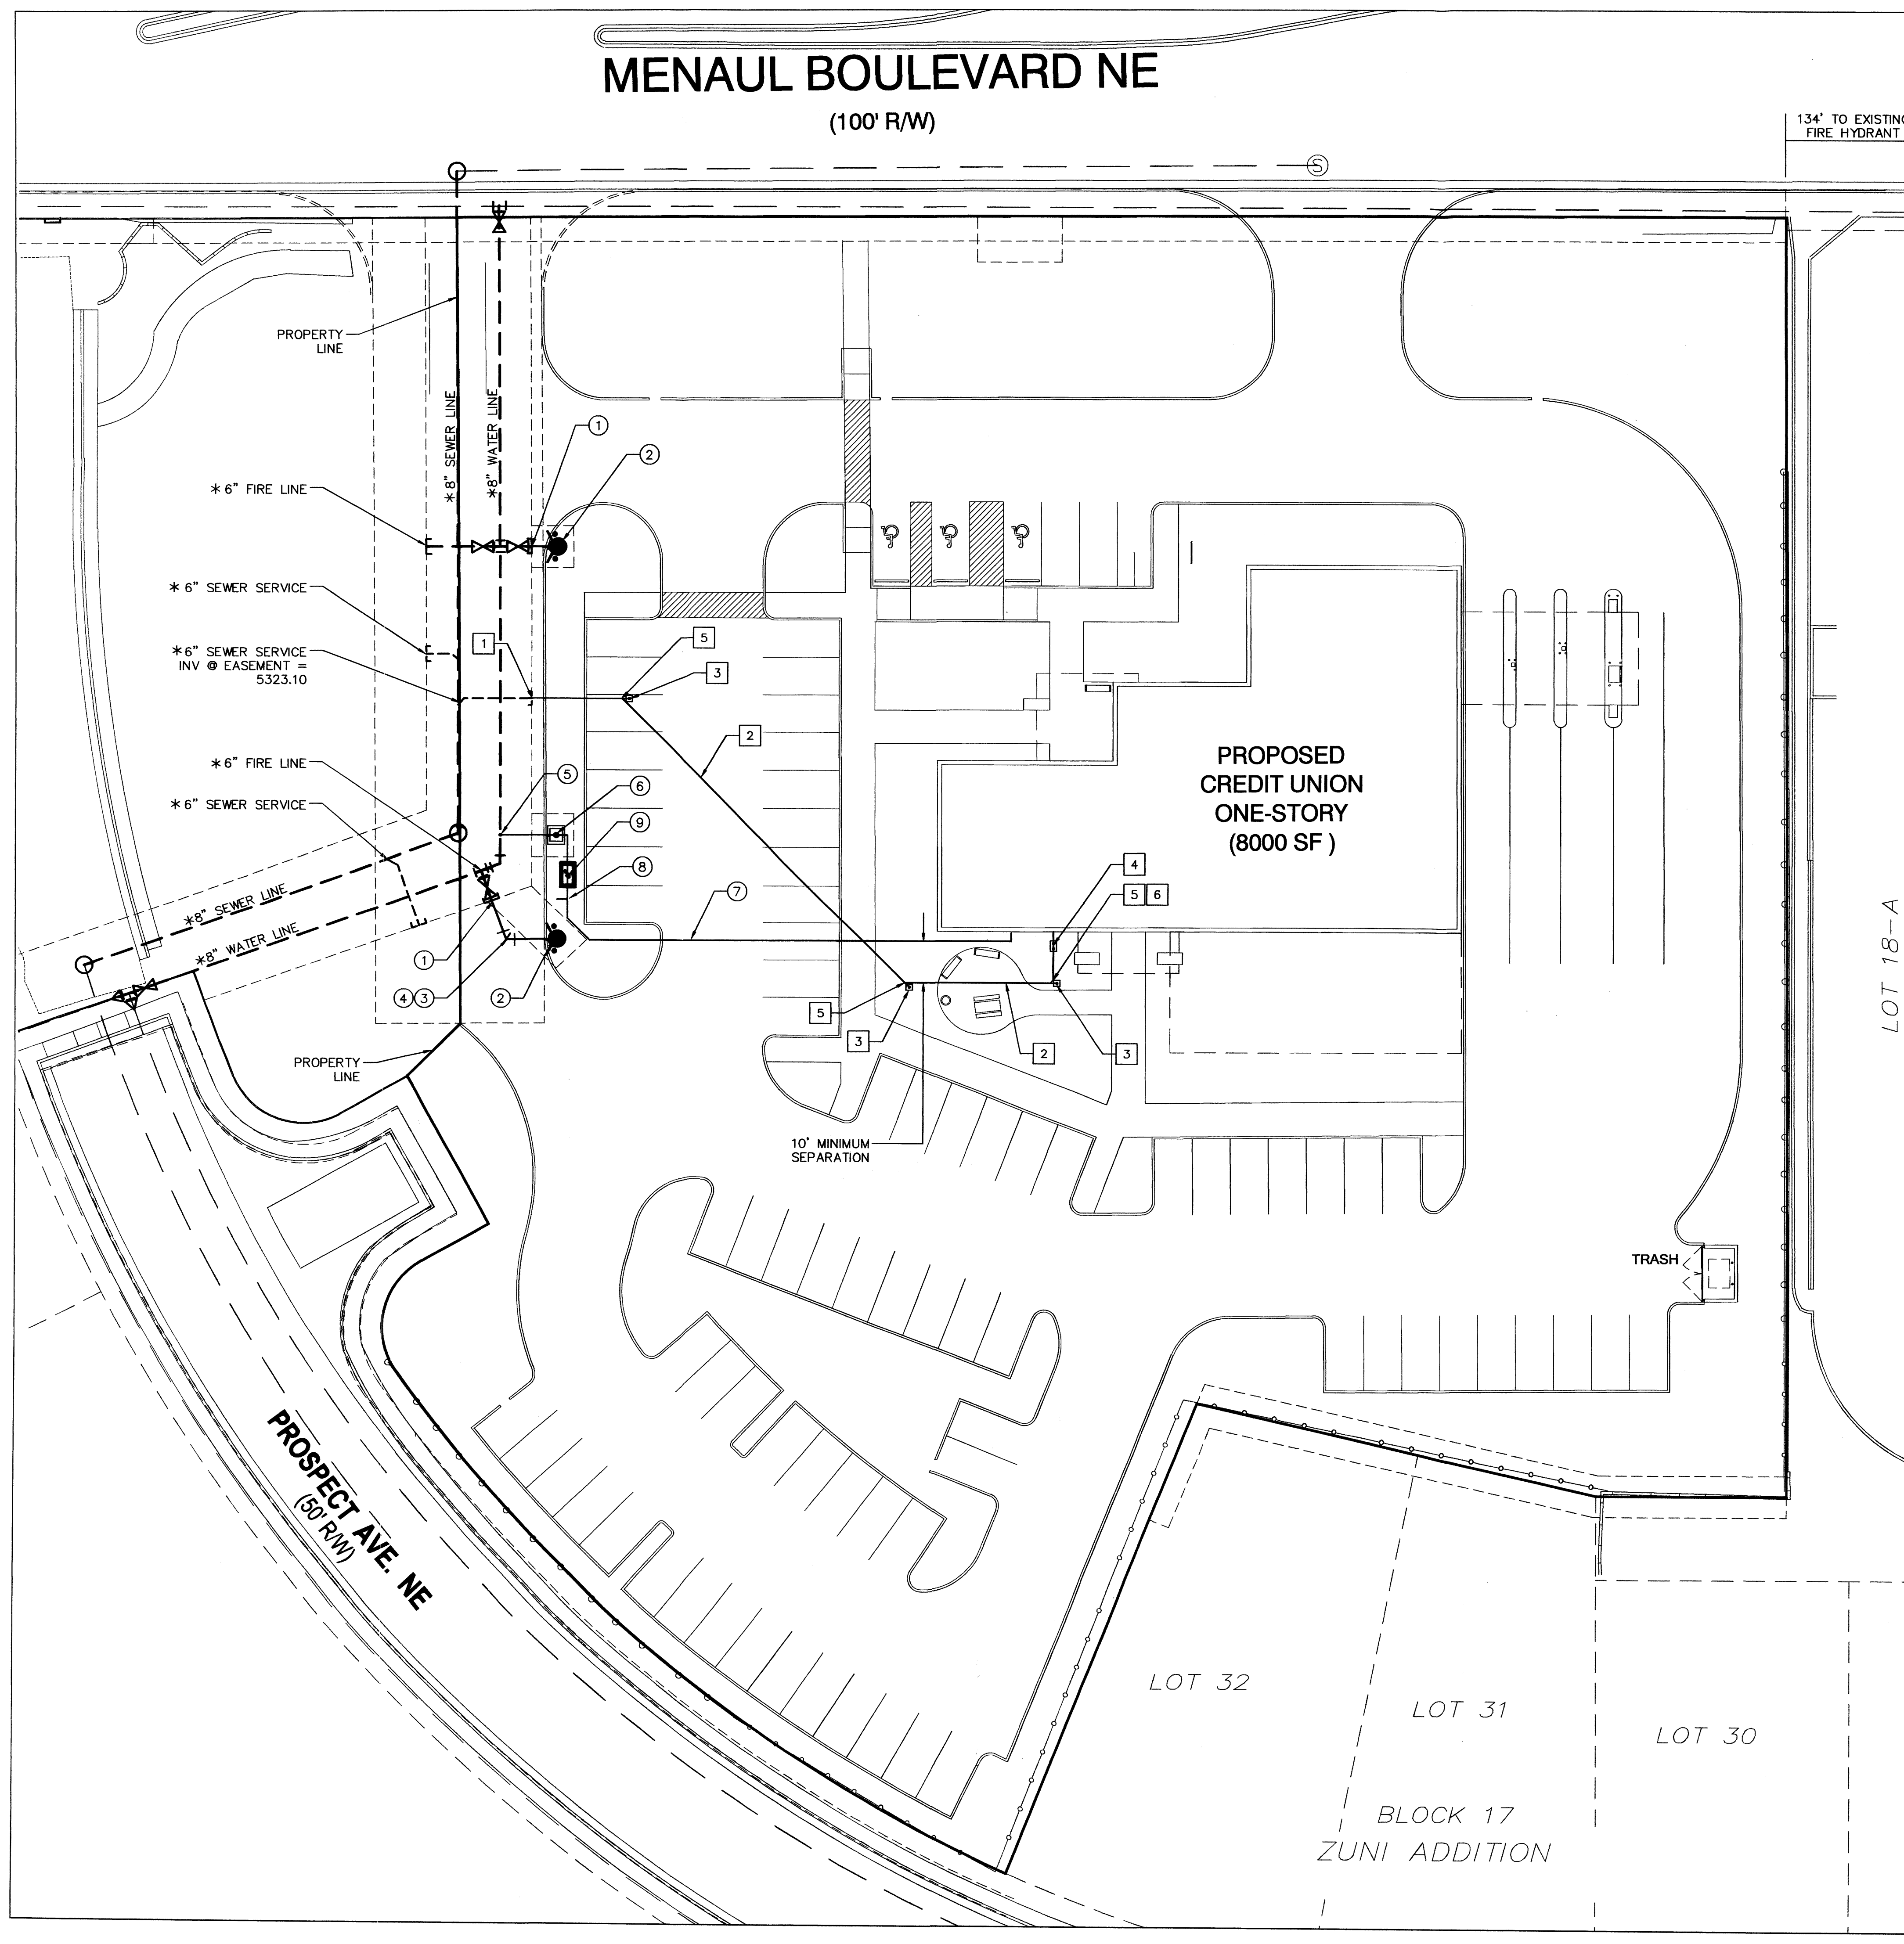 MENAUL BOULEVARD NE
(100' R/W)
134' TO EXISTING
FIRE HYDRANT
S
PROPERTY
LINE
*8" SEWER LINE
*8" WATER LINE
1
2
* 6" FIRE LINE
* 6" SEWER SERVICE
1
5
3
*6" SEWER SERVICE
INV @ EASEMENT =
5323.10
2
* 6" FIRE LINE
5
6
* 6" SEWER SERVICE
9
8
7
PROPOSED
CREDIT UNION
ONE-STORY
(8000 SF )
4
5 6
*8" SEWER LINE
*8" WATER LINE
1
4 3
2
5
3
2
3
LOT 18-A
PROPERTY
LINE
10' MINIMUM
SEPARATION
TRASH
PROSPECT AVE. NE
(50' R/W)
LOT 32
LOT 31
LOT 30
BLOCK 17
ZUNI ADDITION